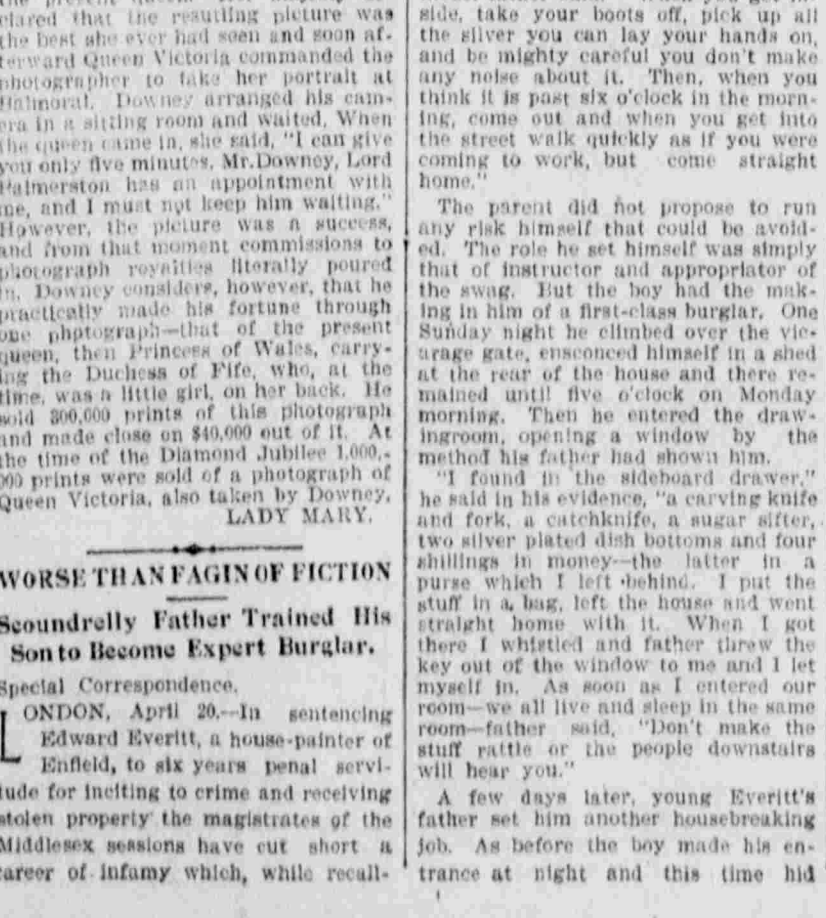 clared that the resutling picture was
the best she ever had seen and soon af-
terward Queen Victoria commanded the
photographer to take her portrait at
Balmoral. Downey arranged his cam-
era in a sitting room and waited. When
the queen came in, she said, "I can give
you only five minutes, Mr.Downey, Lord
Palmerston has an appointment with
me, and I must not keep him waiting."
However, the picture was a success,
and from that moment commissions to
photograph royalties literally poured
in. Downey considers, however, that he
practically made his fortune through
one phptograph—that of the present
queen, then Princess of Wales, carry-
ing the Duchess of Fife, who, at the
time, was a little girl, on her back. He
sold 300,000 prints of this photograph
and made close on $40,000 out of it. At
the time of the Diamond Jubilee 1,000,-
000 prints were sold of a photograph of
Queen Victoria, also taken by Downey.
LADY MARY.
WORSE THAN FAGIN OF FICTION
Scoundrelly Father Trained His
Son to Become Expert Burglar.
Special Correspondence.
LONDON, April 20.—In sentencing
Edward Everitt, a house-painter of
Enfield, to six years penal servi-
tude for inciting to crime and receiving
stolen property the magistrates of the
Middlesex sessions have cut short a
career of infamy which, while recall-
side, take your boots off, pick up all
the silver you can lay your hands on,
and be mighty careful you don't make
any noise about it. Then, when you
think it is past six o'clock in the morn-
ing, come out and when you get into
the street walk quickly as if you were
coming to work, but come straight
home."
The parent did not propose to run
any risk himself that could be avoid-
ed. The role he set himself was simply
that of instructor and appropriator of
the swag. But the boy had the mak-
ing in him of a first-class burglar. One
Sunday night he climbed over the vic-
arage gate, ensconced himself in a shed
at the rear of the house and there re-
mained until five o'clock on Monday
morning. Then he entered the draw-
ingroom, opening a window by the
method his father had shown him.
"I found in the sideboard drawer,"
he said in his evidence, "a carving knife
and fork, a catchknife, a sugar sifter,
two silver plated dish bottoms and four
shillings in money—the latter in a
purse which I left behind. I put the
stuff in a bag, left the house and went
straight home with it. When I got
there I whistled and father threw the
key out of the window to me and I let
myself in. As soon as I entered our
room—we all live and sleep in the same
room—father said, "Don't make the
stuff rattle or the people downstairs
will hear you."
A few days later, young Everitt's
father set him another housebreaking
job. As before the boy made his en-
trance at night and this time hid